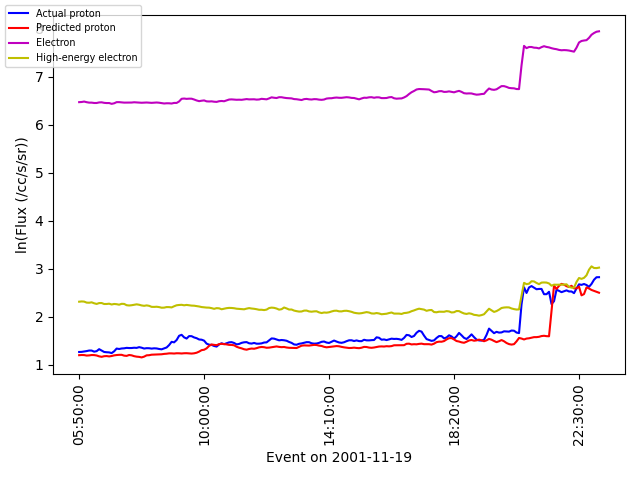 Actual proton
Predicted proton
Electron
High-energy electron
7
6
5
4
3
2
1
ln(Flux (/cc/s/sr))
05:50:00
10:00:00
14:10:00
18:20:00
22:30:00
Event on 2001-11-19